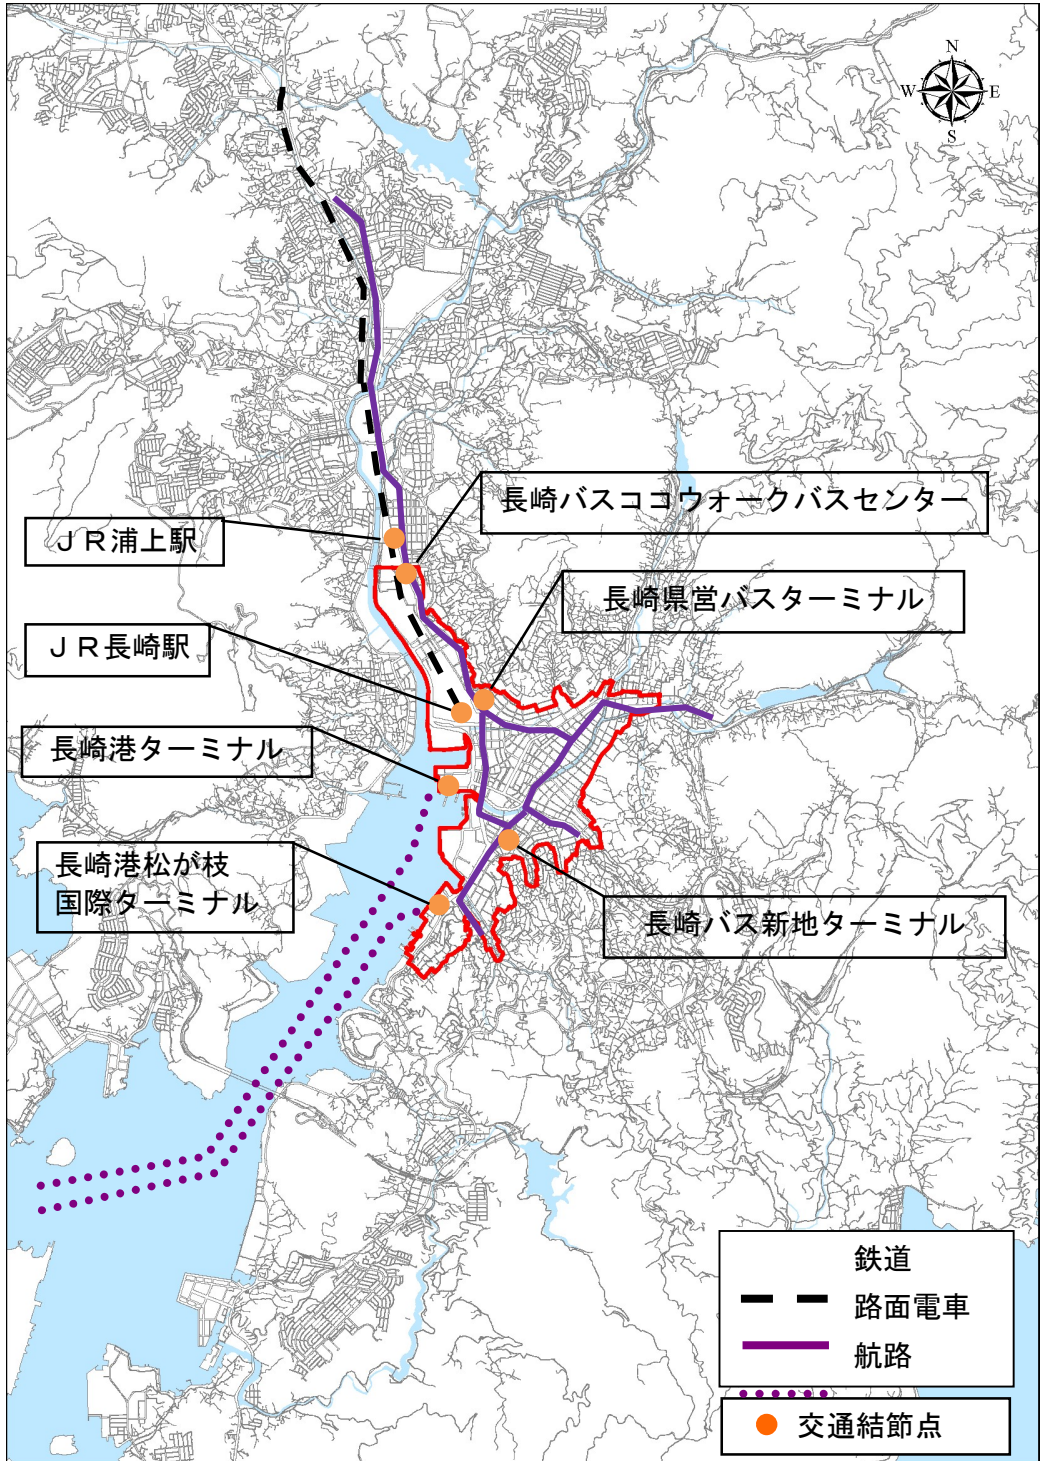 N
W
E
S
長崎バスココウォークバスセンター
JR浦上駅
長崎県営バスターミナル
JR長崎駅
長崎港ターミナル
長崎港松が枝
国際ターミナル
長崎バス新地ターミナル
鉄道
路面電車
航路
交通結節点